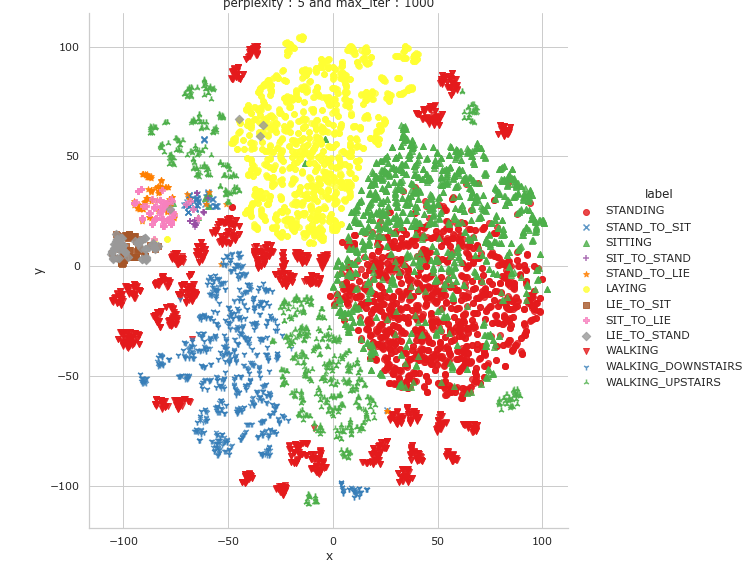 perplexity : 5 and max_iter : 1000
100
50
0
−50
−100
y
−100
−50
0
50
100
x
label
STANDING
STAND_TO_SIT
SITTING
SIT_TO_STAND
STAND_TO_LIE
LAYING
LIE_TO_SIT
SIT_TO_LIE
LIE_TO_STAND
WALKING
WALKING_DOWNSTAIRS
WALKING_UPSTAIRS